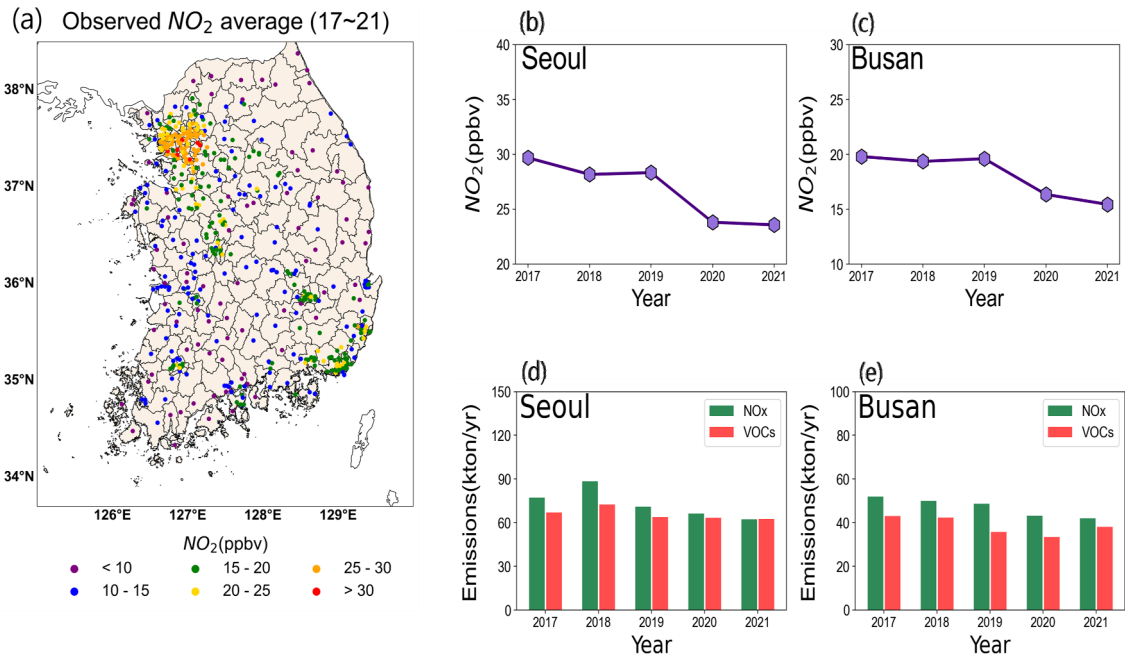 (a) Observed NO₂ average (17~21)
38°N
37°N
36°N
35°N
34°N
126°E 127°E 128°E 129°E
NO₂(ppbv)
< 10 15 - 20 25 - 30
10 - 15 20 - 25 > 30
(b)
Seoul
NO₂(ppbv)
40
35
30
25
20
2017 2018 2019 2020 2021
Year
(c)
Busan
NO₂(ppbv)
30
25
20
15
10
2017 2018 2019 2020 2021
Year
(d)
Seoul
NOx
VOCs
Emissions(kton/yr)
150
120
90
60
30
0
2017 2018 2019 2020 2021
Year
(e)
Busan
NOx
VOCs
Emissions(kton/yr)
100
80
60
40
20
0
2017 2018 2019 2020 2021
Year